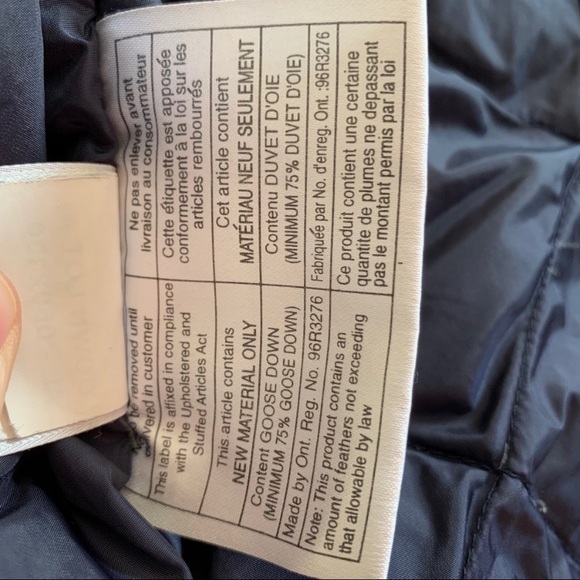 be removed until
delivered in customer
This label is affixed in compliance
with the Upholstered and
Stuffed Articles Act
This article contains
NEW MATERIAL ONLY
Content GOOSE DOWN
(MINIMUM 75% GOOSE DOWN)
Made by Ont. Reg. No. 96R3276
Note: This product contains an
amount of feathers not exceeding
that allowable by law
Ne pas enlever avant
livraison au consommateur
Cette étiquette est apposée
conformément à la loi sur les
articles rembourrés
Cet article contient
MATÉRIAU NEUF SEULEMENT
Contenu DUVET D'OIE
(MINIMUM 75% DUVET D'OIE)
Fabriquée par No. d'enreg. Ont. :96R3276
Ce produit contient une certaine
quantite de plumes ne depassant
pas le montant permis par la loi